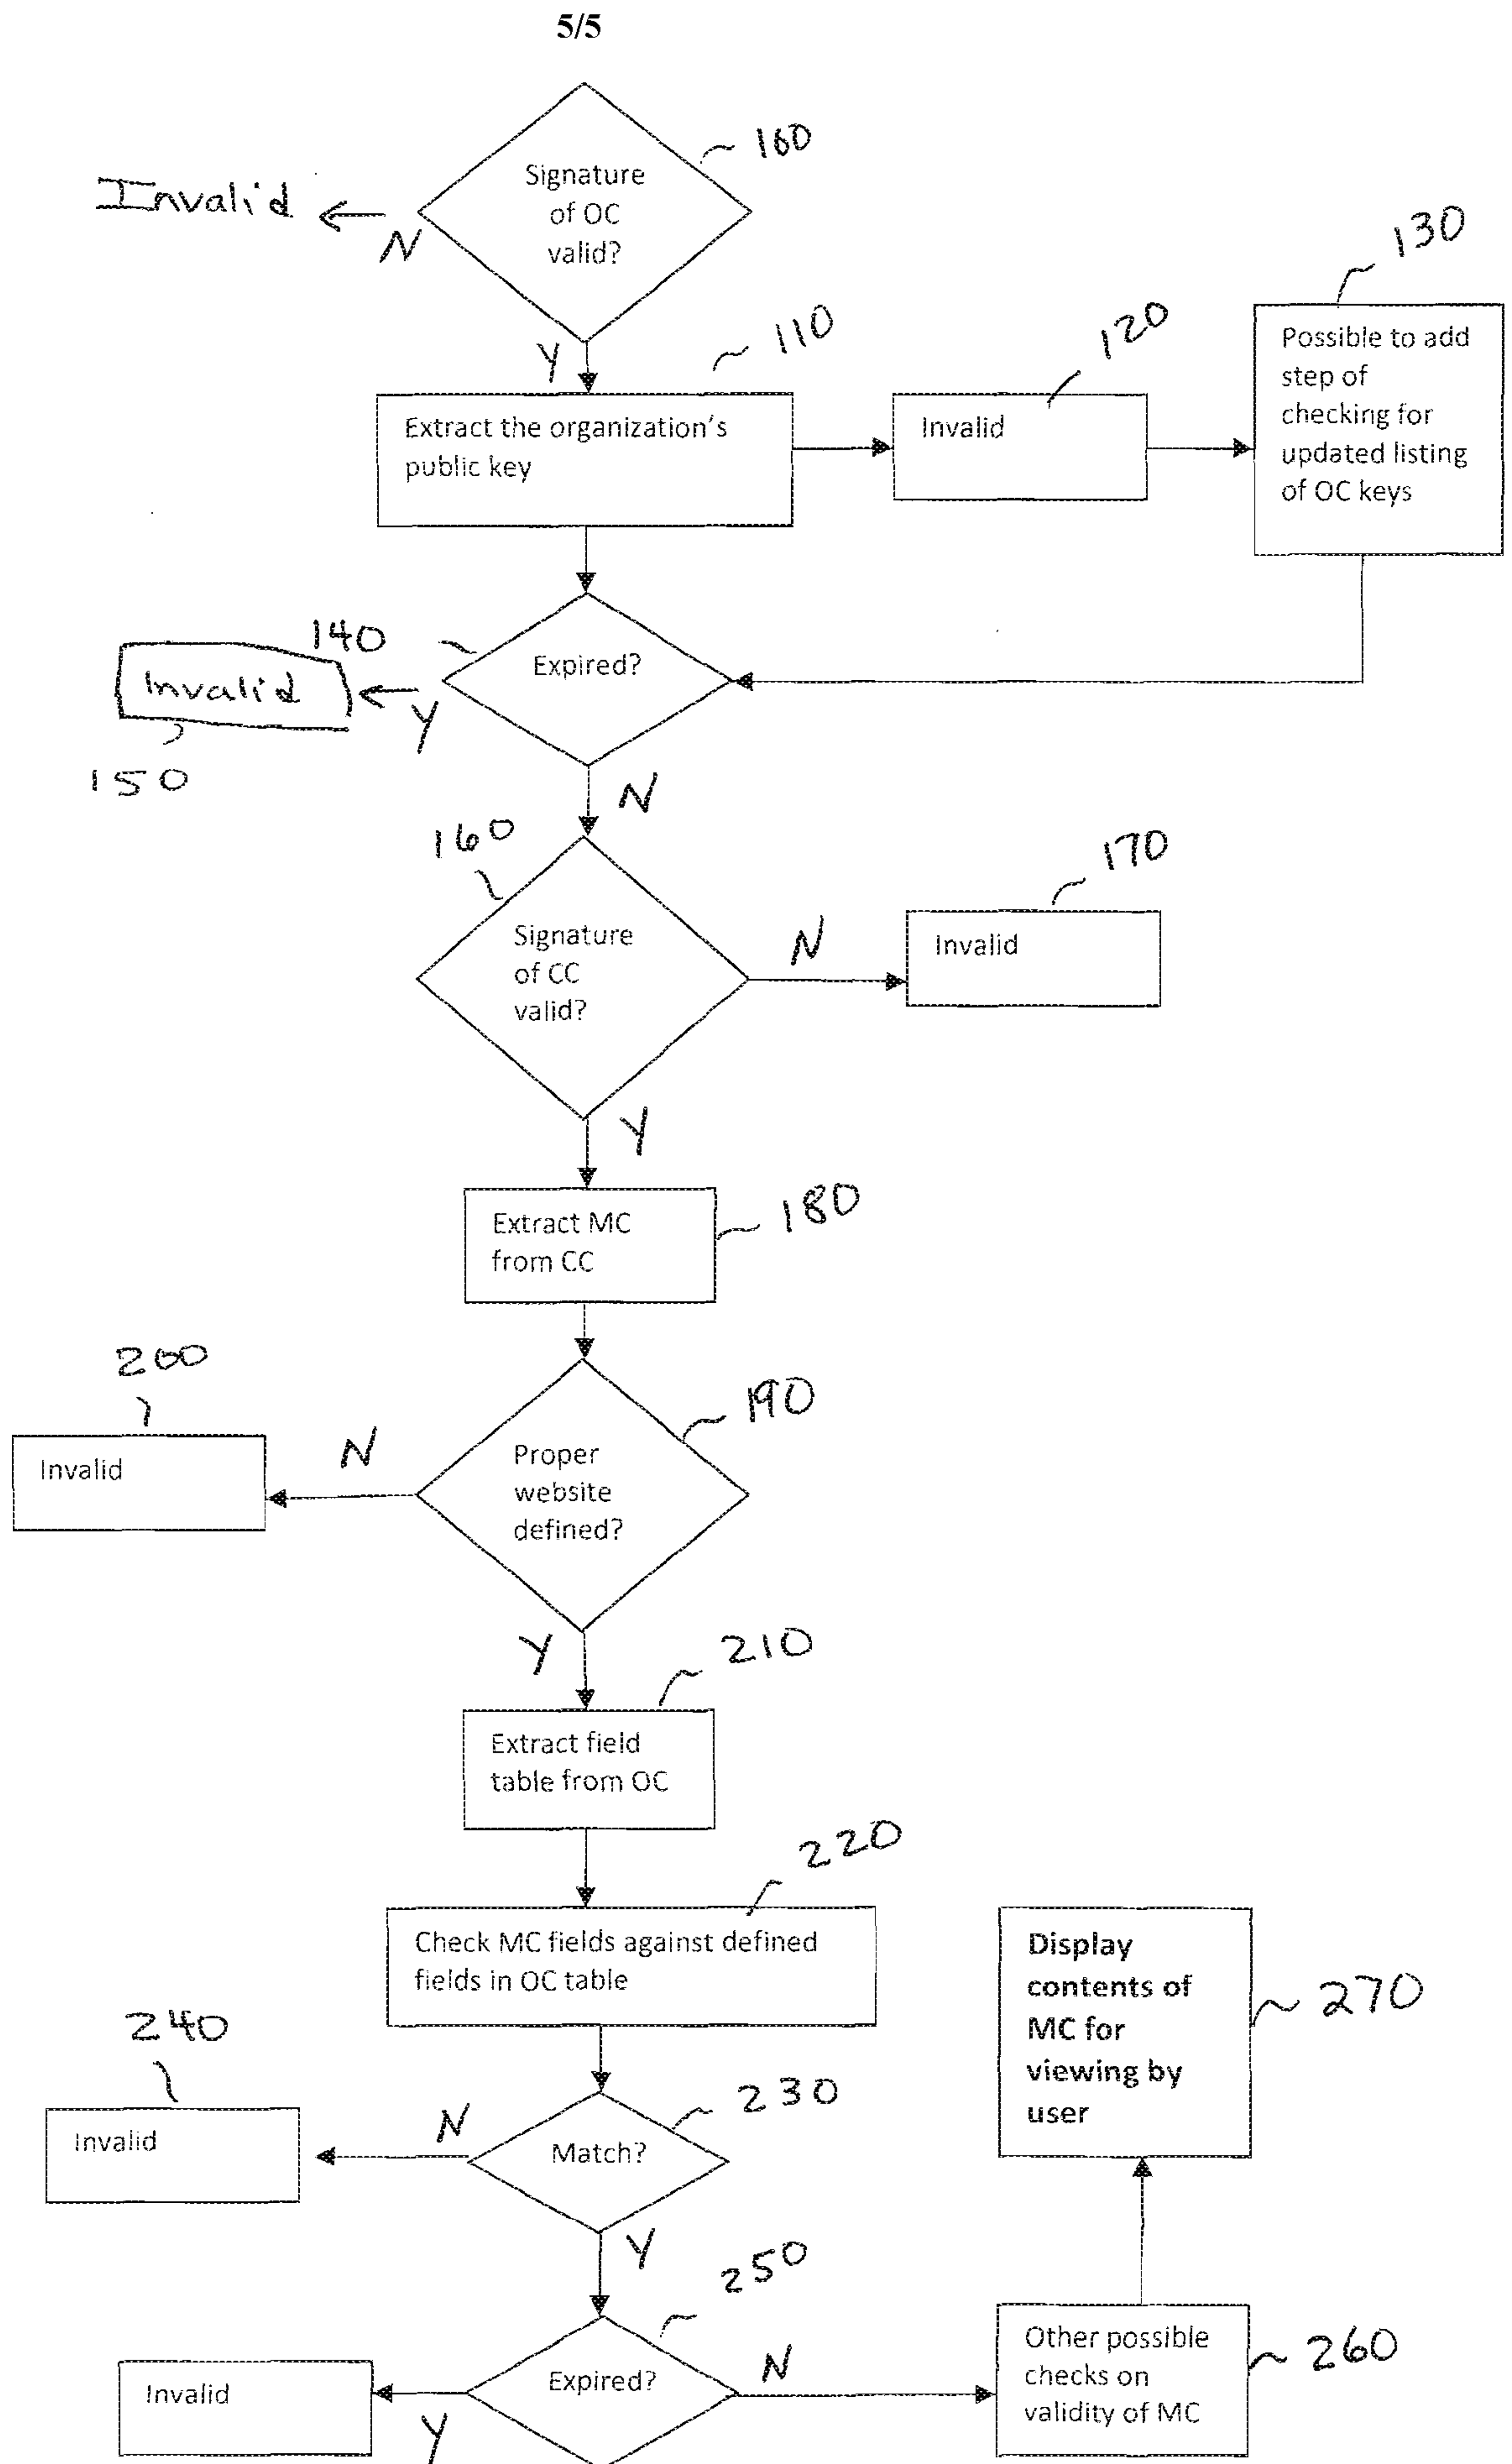 5/5
100
Signature
of OC
valid?
Invalid
N
Y
110
Extract the organization's
public key
120
Invalid
130
Possible to add
step of
checking for
updated listing
of OC keys
140
Expired?
Invalid
Y
150
N
160
Signature
of CC
valid?
N
170
Invalid
Y
Extract MC
from CC
180
190
Proper
website
defined?
N
200
Invalid
Y
210
Extract field
table from OC
220
Check MC fields against defined
fields in OC table
230
Match?
N
240
Invalid
Y
250
Expired?
Invalid
Y
N
Other possible
checks on
validity of MC
260
Display
contents of
MC for
viewing by
user
270